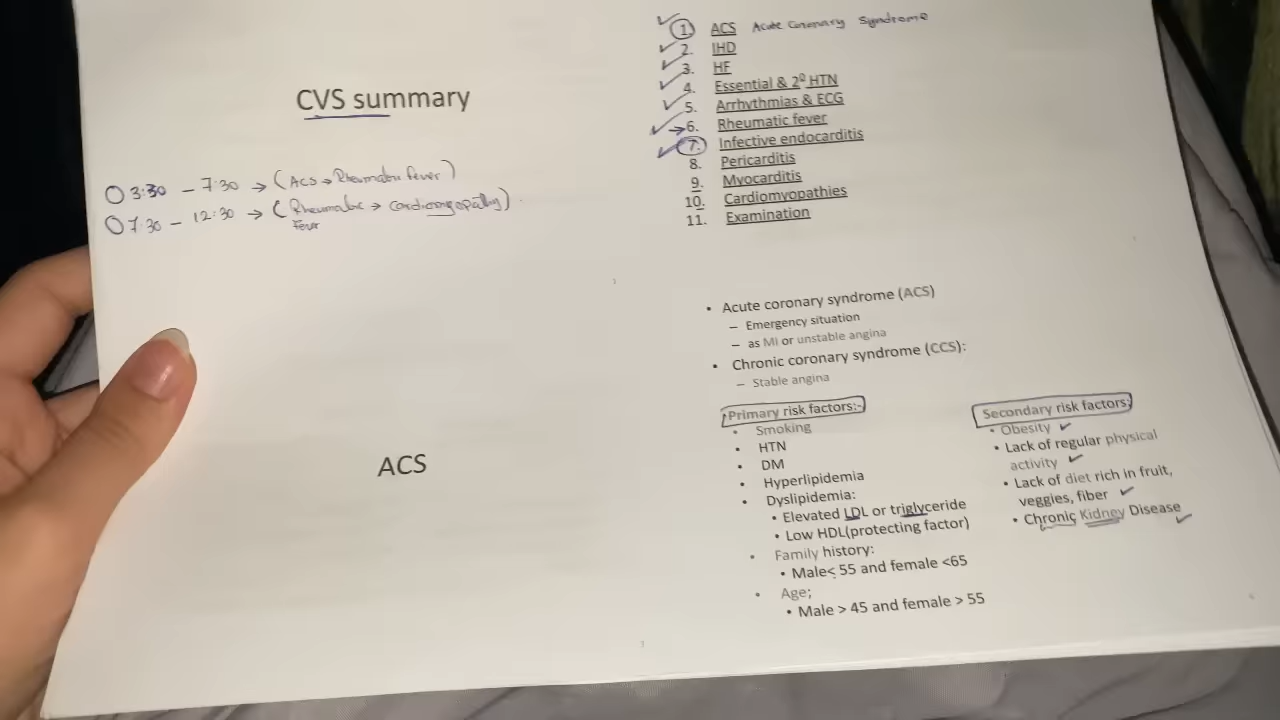 CVS summary
3:30 - 7:30 → (ACS → Rheumatic fever)
7:30 - 12:30 → (Rheumatic fever → cardiomyopathy).
1. ACS Acute Coronary Syndrome
2. IHD
3. HF
4. Essential & 2⁰ HTN
5. Arrhythmias & ECG
→6. Rheumatic fever
7. Infective endocarditis
8. Pericarditis
9. Myocarditis
10. Cardiomyopathies
11. Examination
ACS
• Acute coronary syndrome (ACS)
– Emergency situation
– as MI or unstable angina
• Chronic coronary syndrome (CCS):
– Stable angina
Primary risk factors:-
• Smoking
• HTN
• DM
• Hyperlipidemia
• Dyslipidemia:
• Elevated LDL or triglyceride
• Low HDL(protecting factor)
• Family history:
• Male< 55 and female <65
• Age;
• Male > 45 and female > 55
Secondary risk factors:
• Obesity ✓
• Lack of regular physical
activity ✓
• Lack of diet rich in fruit,
veggies, fiber ✓
• Chronic Kidney Disease ✓